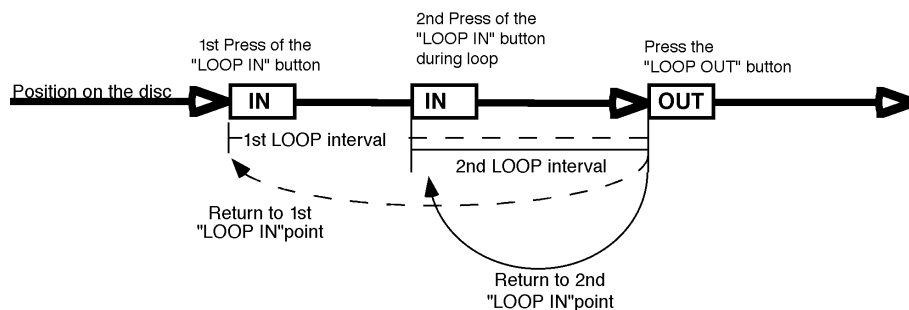 1st Press of the
"LOOP IN" button
2nd Press of the
"LOOP IN" button
during loop
Press the
"LOOP OUT" button
Position on the disc
IN
IN
OUT
1st LOOP interval
2nd LOOP interval
Return to 1st
"LOOP IN"point
Return to 2nd
"LOOP IN"point